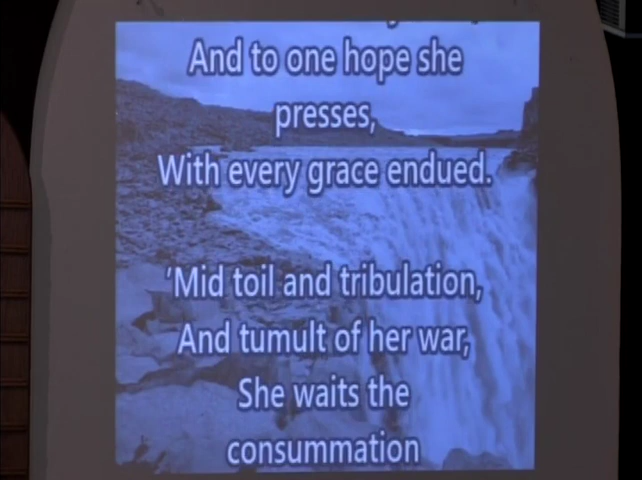 And to one hope she
presses,
With every grace endued.
'Mid toil and tribulation,
And tumult of her war,
She waits the
consummation